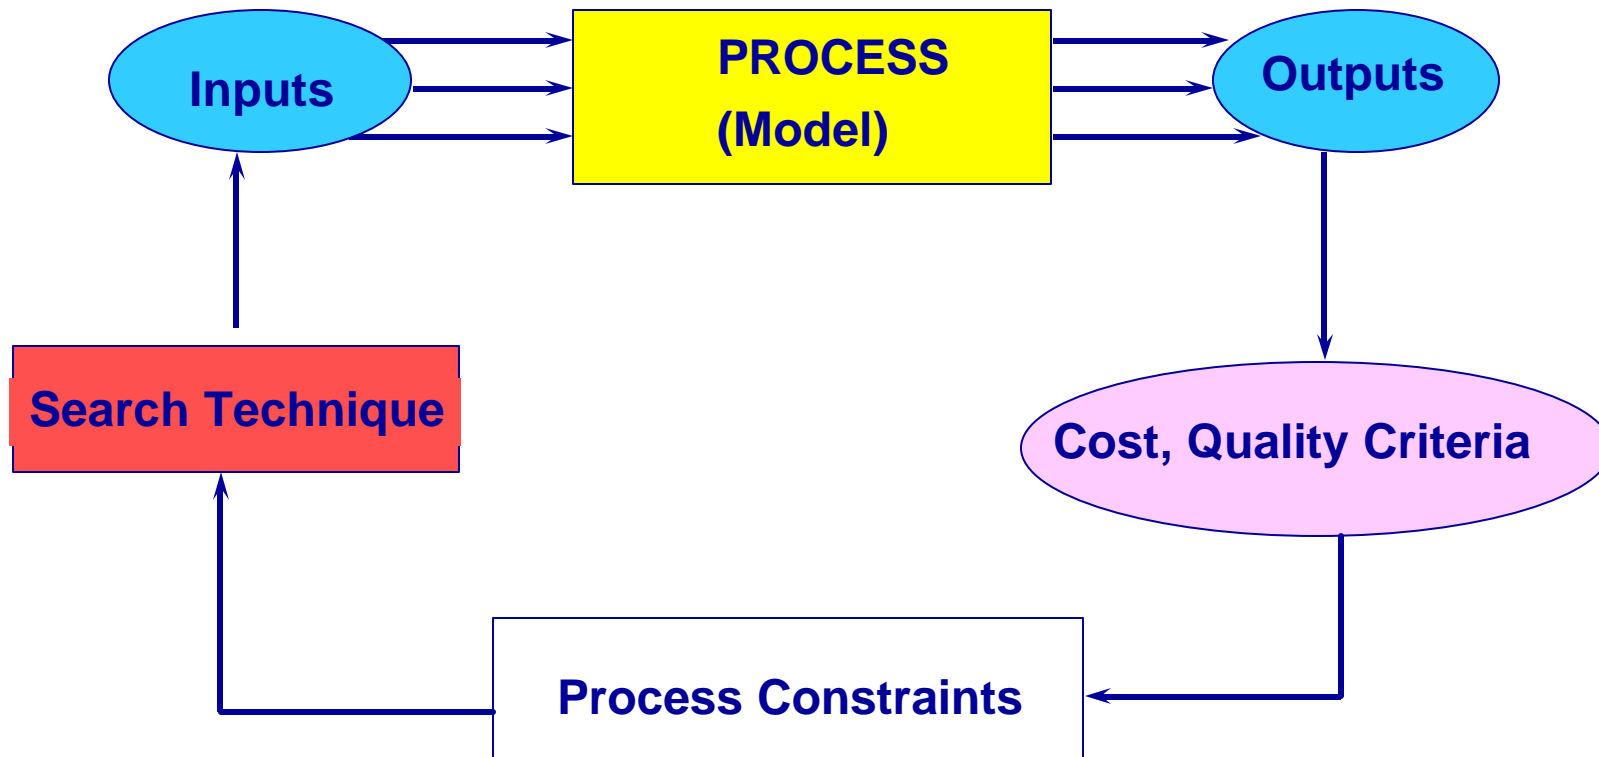 Inputs
PROCESS
(Model)
Outputs
Search Technique
Cost, Quality Criteria
Process Constraints